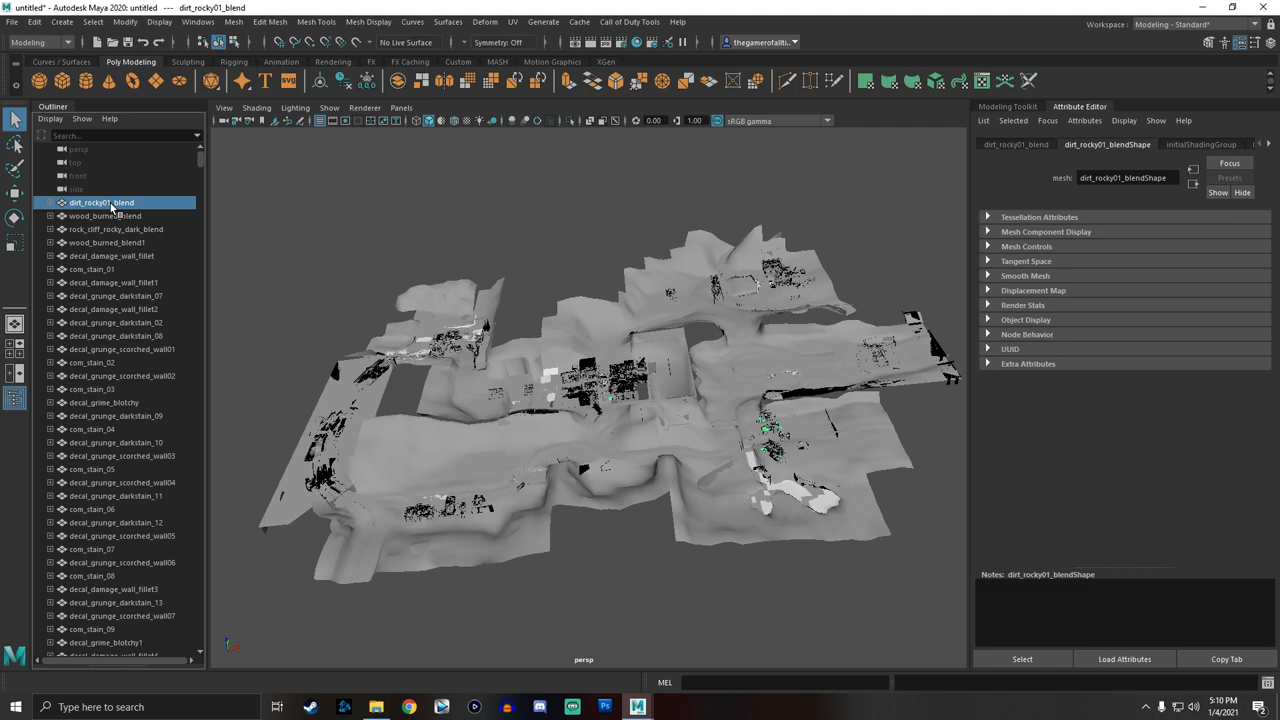 untitled* - Autodesk Maya 2020: untitled --- dirt_rocky01_blend
File Edit Create Select Modify Display Windows Mesh Edit Mesh Mesh Tools Mesh Display Curves Surfaces Deform UV Generate Cache Call of Duty Tools Help
Workspace : Modeling - Standard*
Modeling No Live Surface Symmetry: Off thegamerofallti...
Curves / Surfaces Poly Modeling Sculpting Rigging Animation Rendering FX FX Caching Custom MASH Motion Graphics XGen
Outliner
Display Show Help
Search...
persp
top
front
side
dirt_rocky01_blend
wood_burned_blend
rock_cliff_rocky_dark_blend
wood_burned_blend1
decal_damage_wall_fillet
com_stain_01
decal_damage_wall_fillet1
decal_grunge_darkstain_07
decal_damage_wall_fillet2
decal_grunge_darkstain_02
decal_grunge_darkstain_08
decal_grunge_scorched_wall01
com_stain_02
decal_grunge_scorched_wall02
com_stain_03
decal_grime_blotchy
decal_grunge_darkstain_09
com_stain_04
decal_grunge_darkstain_10
decal_grunge_scorched_wall03
com_stain_05
decal_grunge_scorched_wall04
decal_grunge_darkstain_11
com_stain_06
decal_grunge_darkstain_12
decal_grunge_scorched_wall05
com_stain_07
decal_grunge_scorched_wall06
com_stain_08
decal_damage_wall_fillet3
decal_grunge_darkstain_13
decal_grunge_scorched_wall07
com_stain_09
decal_grime_blotchy1
View Shading Lighting Show Renderer Panels
0.00 1.00 sRGB gamma
persp
Modeling Toolkit Attribute Editor
List Selected Focus Attributes Display Show Help
dirt_rocky01_blend dirt_rocky01_blendShape initialShadingGroup
Focus
mesh: dirt_rocky01_blendShape Presets
Show Hide
Tessellation Attributes
Mesh Component Display
Mesh Controls
Tangent Space
Smooth Mesh
Displacement Map
Render Stats
Object Display
Node Behavior
UUID
Extra Attributes
Notes: dirt_rocky01_blendShape
Select Load Attributes Copy Tab
MEL
Type here to search
5:10 PM
1/4/2021